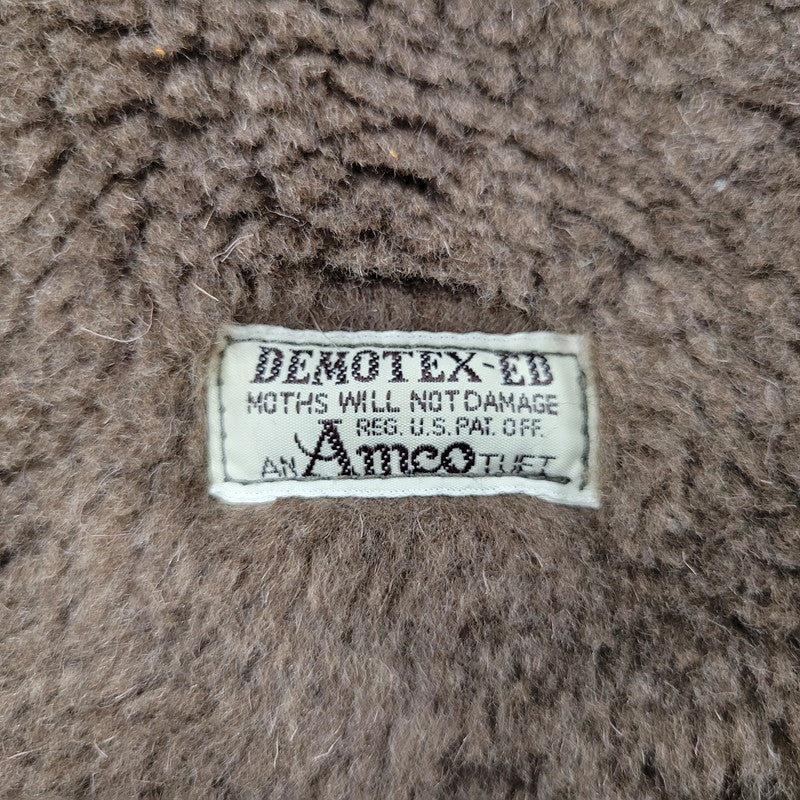 DEMOTEX-ED
MOTHS WILL NOT DAMAGE
REG. U.S. PAT. OFF.
AN Amco TUFT